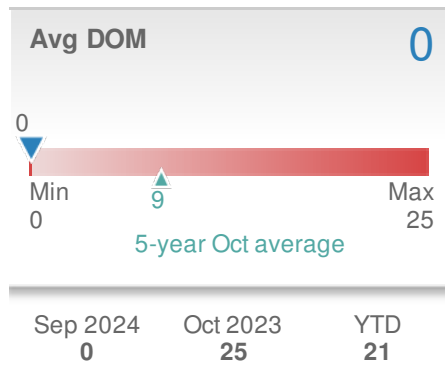 Avg DOM 0
0
Min Max
0 9 25
5-year Oct average
Sep 2024 Oct 2023 YTD
0 25 21